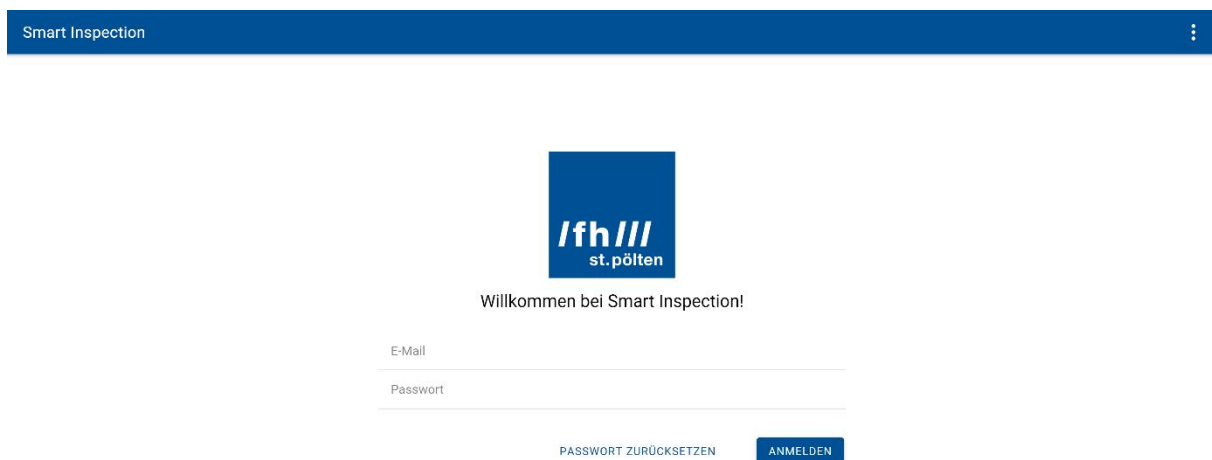 Smart Inspection
/fh///
st.pölten
Willkommen bei Smart Inspection!
E-Mail
Passwort
PASSWORT ZURÜCKSETZEN ANMELDEN